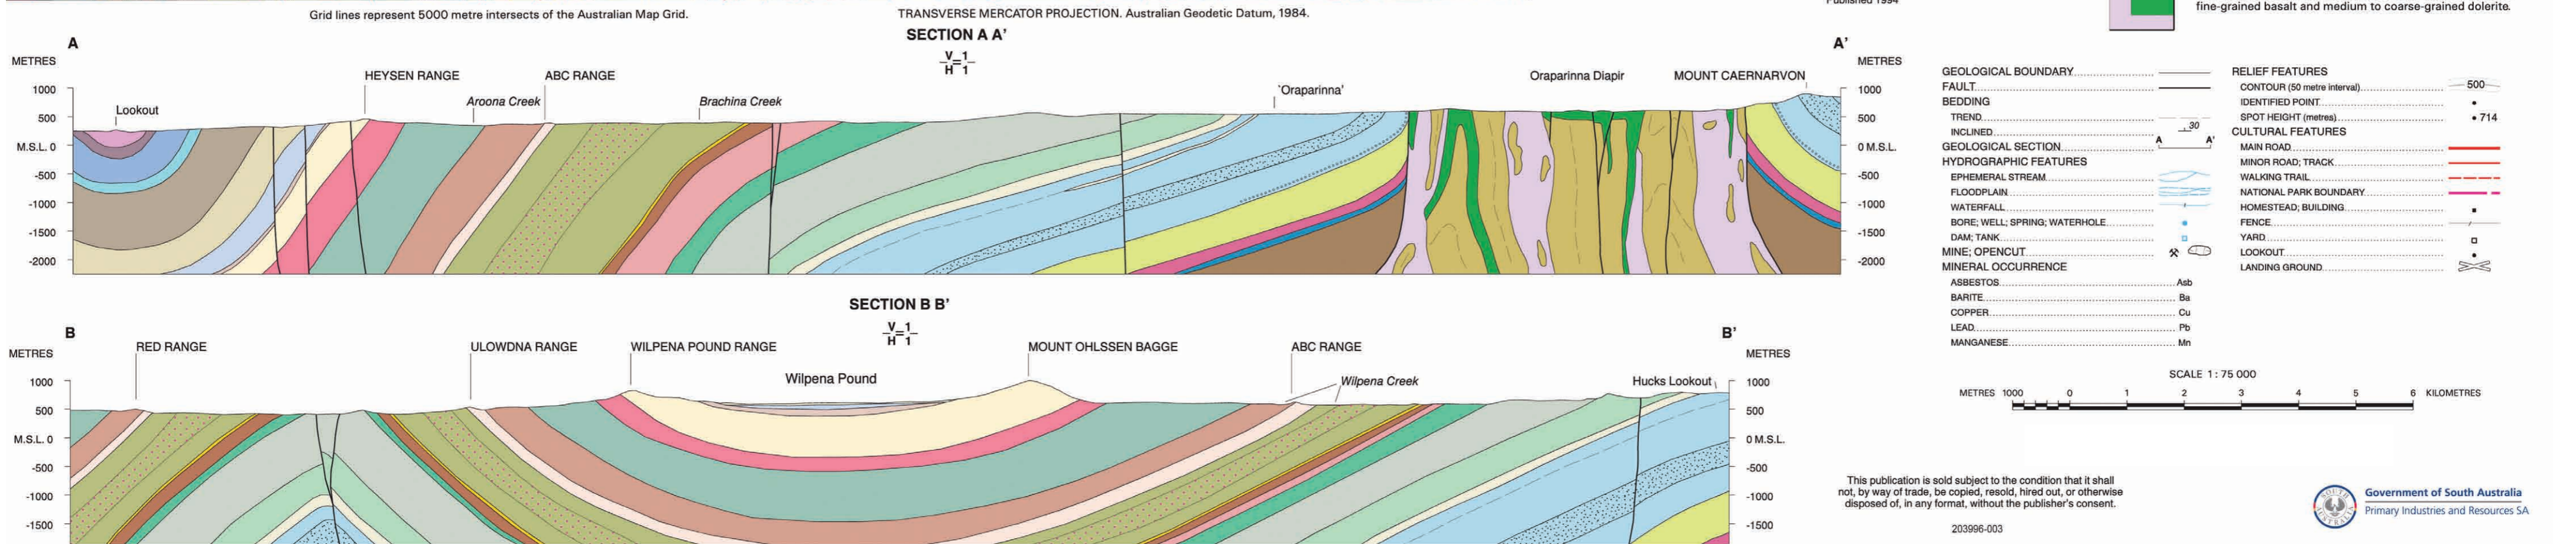 Grid lines represent 5000 metre intersects of the Australian Map Grid.
TRANSVERSE MERCATOR PROJECTION. Australian Geodetic Datum, 1984.
Published 1994
fine-grained basalt and medium to coarse-grained dolerite.
SECTION A A'
V/H = 1/1
A
A'
METRES
METRES
HEYSEN RANGE
ABC RANGE
Oraparinna Diapir
MOUNT CAERNARVON
Lookout
Aroona Creek
Brachina Creek
'Oraparinna'
1000
500
M.S.L. 0
-500
-1000
-1500
-2000
1000
500
0 M.S.L.
-500
-1000
-1500
-2000
SECTION B B'
V/H = 1/1
B
B'
METRES
METRES
RED RANGE
ULOWDNA RANGE
WILPENA POUND RANGE
MOUNT OHLSSEN BAGGE
ABC RANGE
Wilpena Pound
Wilpena Creek
Hucks Lookout
1000
500
M.S.L. 0
-500
-1000
-1500
1000
500
0 M.S.L.
-500
-1000
-1500
GEOLOGICAL BOUNDARY
FAULT
BEDDING
TREND
INCLINED
30
GEOLOGICAL SECTION
A A'
HYDROGRAPHIC FEATURES
EPHEMERAL STREAM
FLOODPLAIN
WATERFALL
BORE; WELL; SPRING; WATERHOLE
DAM; TANK
MINE; OPENCUT
MINERAL OCCURRENCE
ASBESTOS Asb
BARITE Ba
COPPER Cu
LEAD Pb
MANGANESE Mn
RELIEF FEATURES
CONTOUR (50 metre interval) 500
IDENTIFIED POINT
SPOT HEIGHT (metres) 714
CULTURAL FEATURES
MAIN ROAD
MINOR ROAD; TRACK
WALKING TRAIL
NATIONAL PARK BOUNDARY
HOMESTEAD; BUILDING
FENCE
YARD
LOOKOUT
LANDING GROUND
SCALE 1 : 75 000
METRES 1000 0 1 2 3 4 5 6 KILOMETRES
This publication is sold subject to the condition that it shall
not, by way of trade, be copied, resold, hired out, or otherwise
disposed of, in any format, without the publisher's consent.
203996-003
SOUTH AUSTRALIA
Government of South Australia
Primary Industries and Resources SA